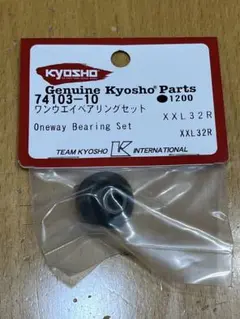 KYOSHO
Genuine Kyosho Parts
74103-10 ●1200
ワンウエイベアリングセット XXL32R
Oneway Bearing Set XXL32R
TEAM KYOSHO K INTERNATIONAL